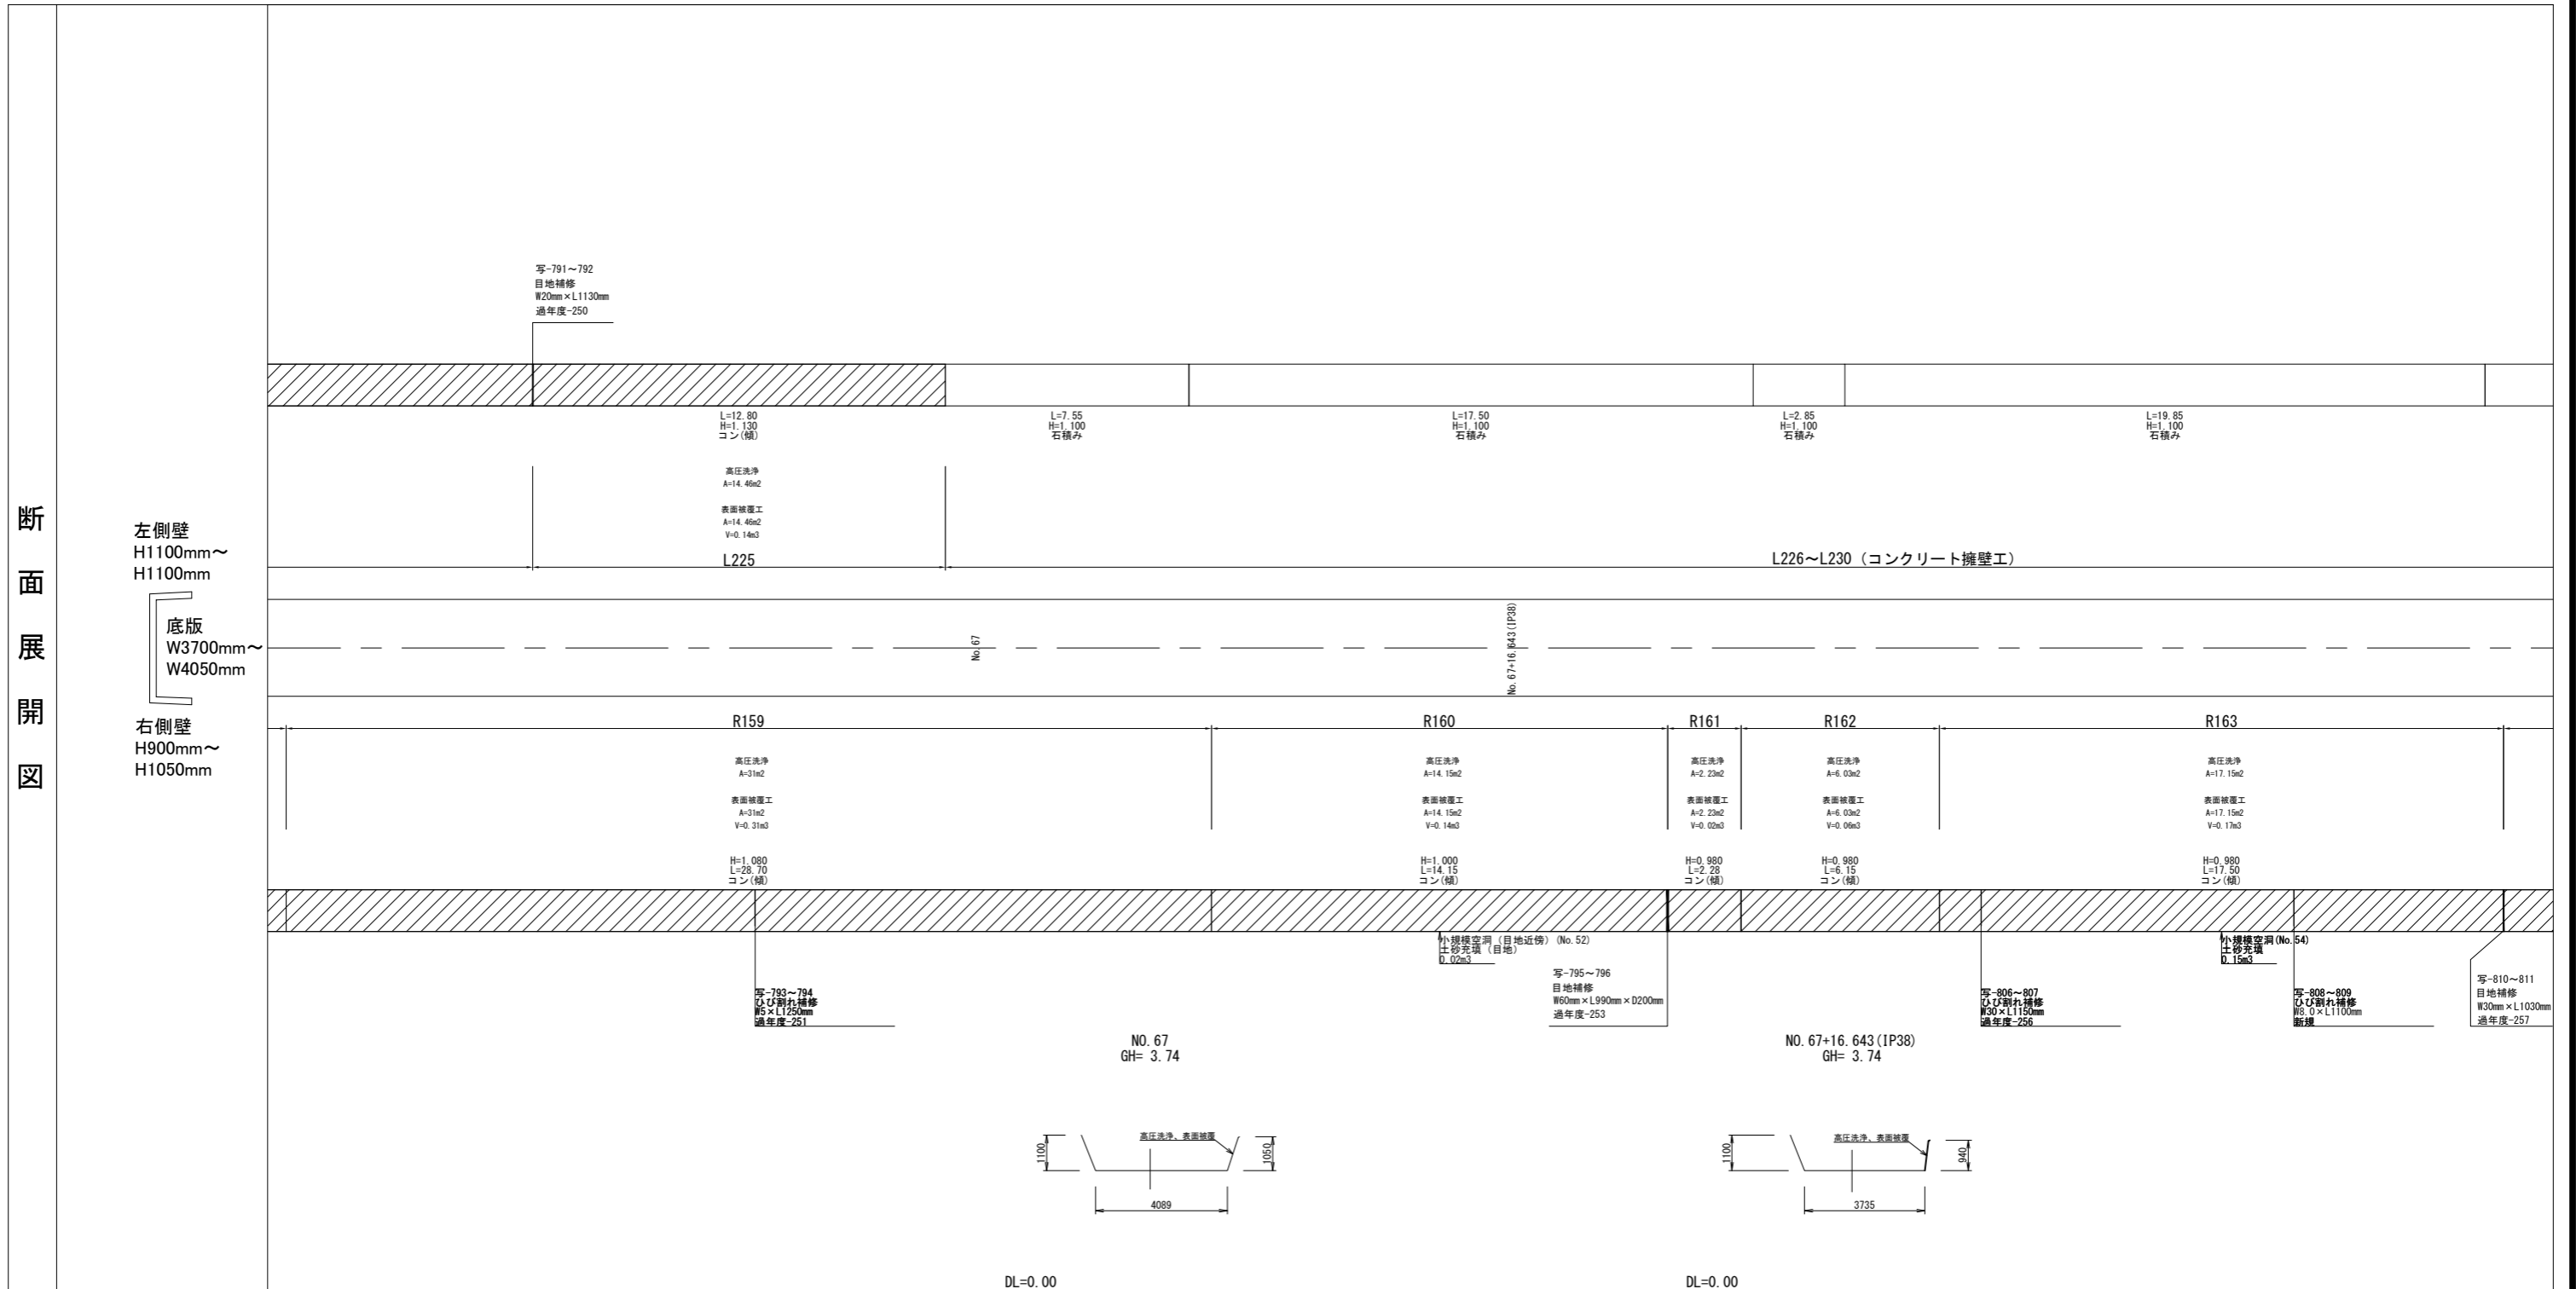 断面展開図
左側壁
H1100mm～
H1100mm
底版
W3700mm～
W4050mm
右側壁
H900mm～
H1050mm
写-791～792
目地補修
W20mm×L1130mm
過年度-250
L=12.80
H=1.130
コン(傾)
L=7.55
H=1.100
石積み
L=17.50
H=1.100
石積み
L=2.85
H=1.100
石積み
L=19.85
H=1.100
石積み
高圧洗浄
A=14.46m2
表面被覆工
A=14.46m2
V=0.14m3
L225
L226～L230（コンクリート擁壁工）
No.67
No.67+16.643(IP38)
R159
R160
R161
R162
R163
高圧洗浄
A=31m2
表面被覆工
A=31m2
V=0.31m3
高圧洗浄
A=14.15m2
表面被覆工
A=14.15m2
V=0.14m3
高圧洗浄
A=2.23m2
表面被覆工
A=2.23m2
V=0.02m3
高圧洗浄
A=6.03m2
表面被覆工
A=6.03m2
V=0.06m3
高圧洗浄
A=17.15m2
表面被覆工
A=17.15m2
V=0.17m3
H=1.080
L=28.70
コン(傾)
H=1.000
L=14.15
コン(傾)
H=0.980
L=2.28
コン(傾)
H=0.980
L=6.15
コン(傾)
H=0.980
L=17.50
コン(傾)
小規模空洞（目地近傍）(No.52)
土砂充填（目地）
0.02m3
小規模空洞(No.54)
土砂充填
0.15m3
写-793～794
ひび割れ補修
W5×L1250mm
過年度-251
写-795～796
目地補修
W60mm×L990mm×D200mm
過年度-253
写-806～807
ひび割れ補修
W30×L1150mm
過年度-256
写-808～809
ひび割れ補修
W8.0×L1100mm
新規
写-810～811
目地補修
W30mm×L1030mm
過年度-257
NO.67
GH= 3.74
1100
高圧洗浄、表面被覆
1050
4089
DL=0.00
NO.67+16.643(IP38)
GH= 3.74
1100
高圧洗浄、表面被覆
940
3735
DL=0.00